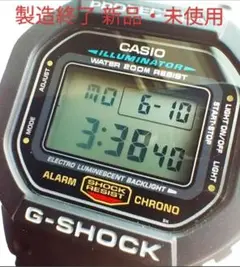 製造終了 新品・未使用
CASIO
ILLUMINATOR
WATER 200M RESIST
ADJUST
MODE
LIGHT ON/OFF
START·STOP
LIGHT
MO 6-10
3:38 40
ELECTRO LUMINESCENT BACKLIGHT
ALARM
SHOCK
RESIST
CHRONO
G-SHOCK